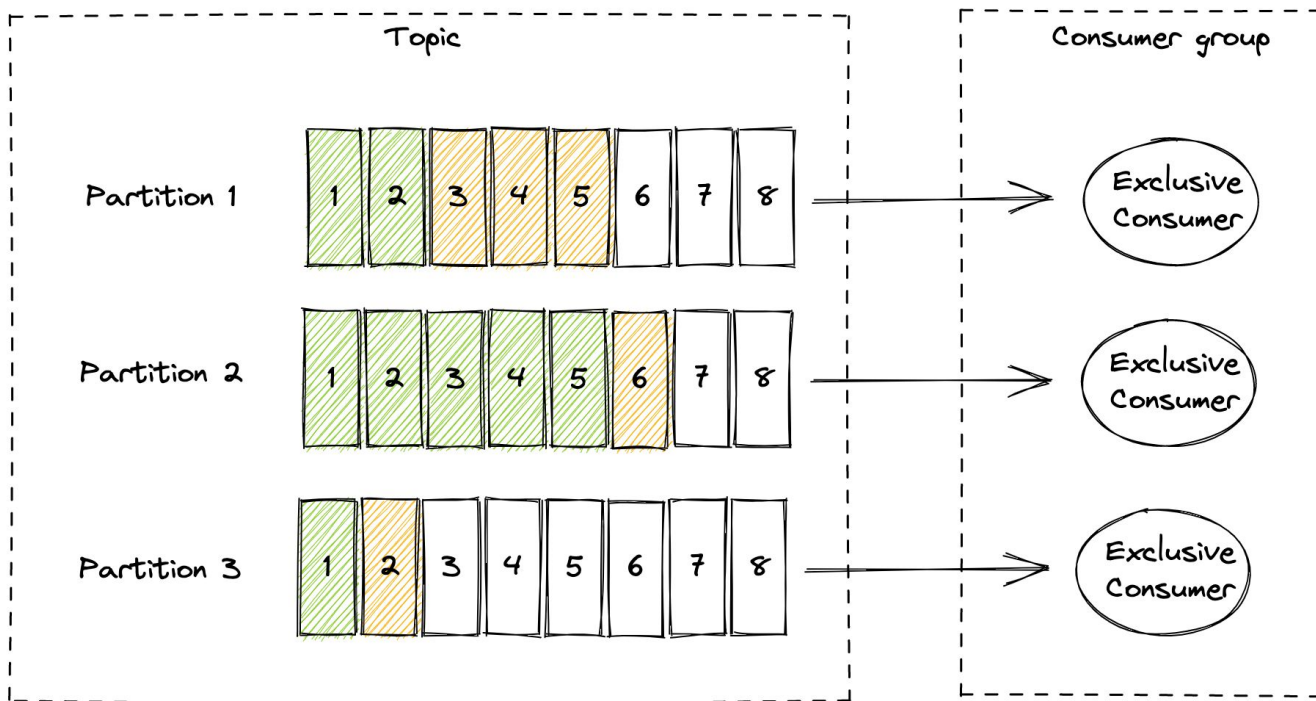 Topic
Consumer group
Partition 1
1 2 3 4 5 6 7 8
Exclusive
Consumer
Partition 2
1 2 3 4 5 6 7 8
Exclusive
Consumer
Partition 3
1 2 3 4 5 6 7 8
Exclusive
Consumer